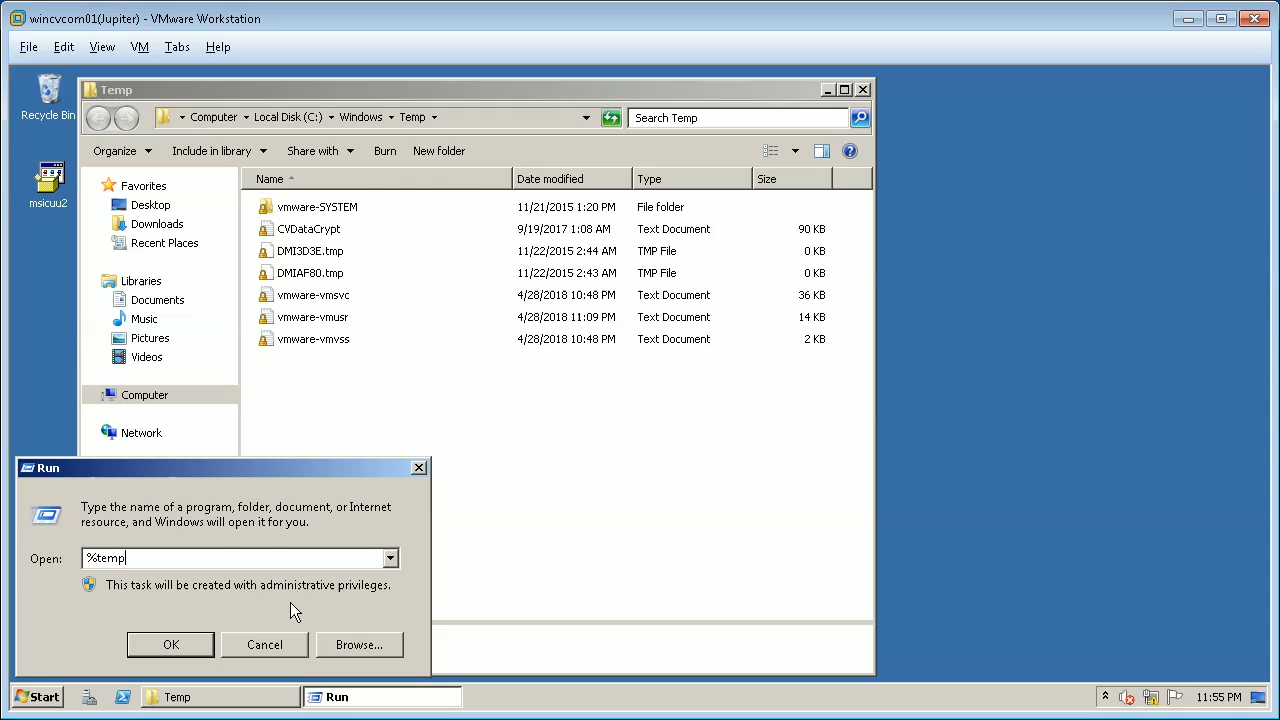 wincvcom01(Jupiter) - VMware Workstation
File Edit View VM Tabs Help
Recycle Bin
msicuu2
Temp
Computer Local Disk (C:) Windows Temp
Search Temp
Organize Include in library Share with Burn New folder
Favorites
Desktop
Downloads
Recent Places
Libraries
Documents
Music
Pictures
Videos
Computer
Network
Name Date modified Type Size
vmware-SYSTEM 11/21/2015 1:20 PM File folder
CVDataCrypt 9/19/2017 1:08 AM Text Document 90 KB
DMI3D3E.tmp 11/22/2015 2:44 AM TMP File 0 KB
DMIAF80.tmp 11/22/2015 2:43 AM TMP File 0 KB
vmware-vmsvc 4/28/2018 10:48 PM Text Document 36 KB
vmware-vmusr 4/28/2018 11:09 PM Text Document 14 KB
vmware-vmvss 4/28/2018 10:48 PM Text Document 2 KB
Run
Type the name of a program, folder, document, or Internet
resource, and Windows will open it for you.
Open: %temp
This task will be created with administrative privileges.
OK Cancel Browse...
Start Temp Run 11:55 PM